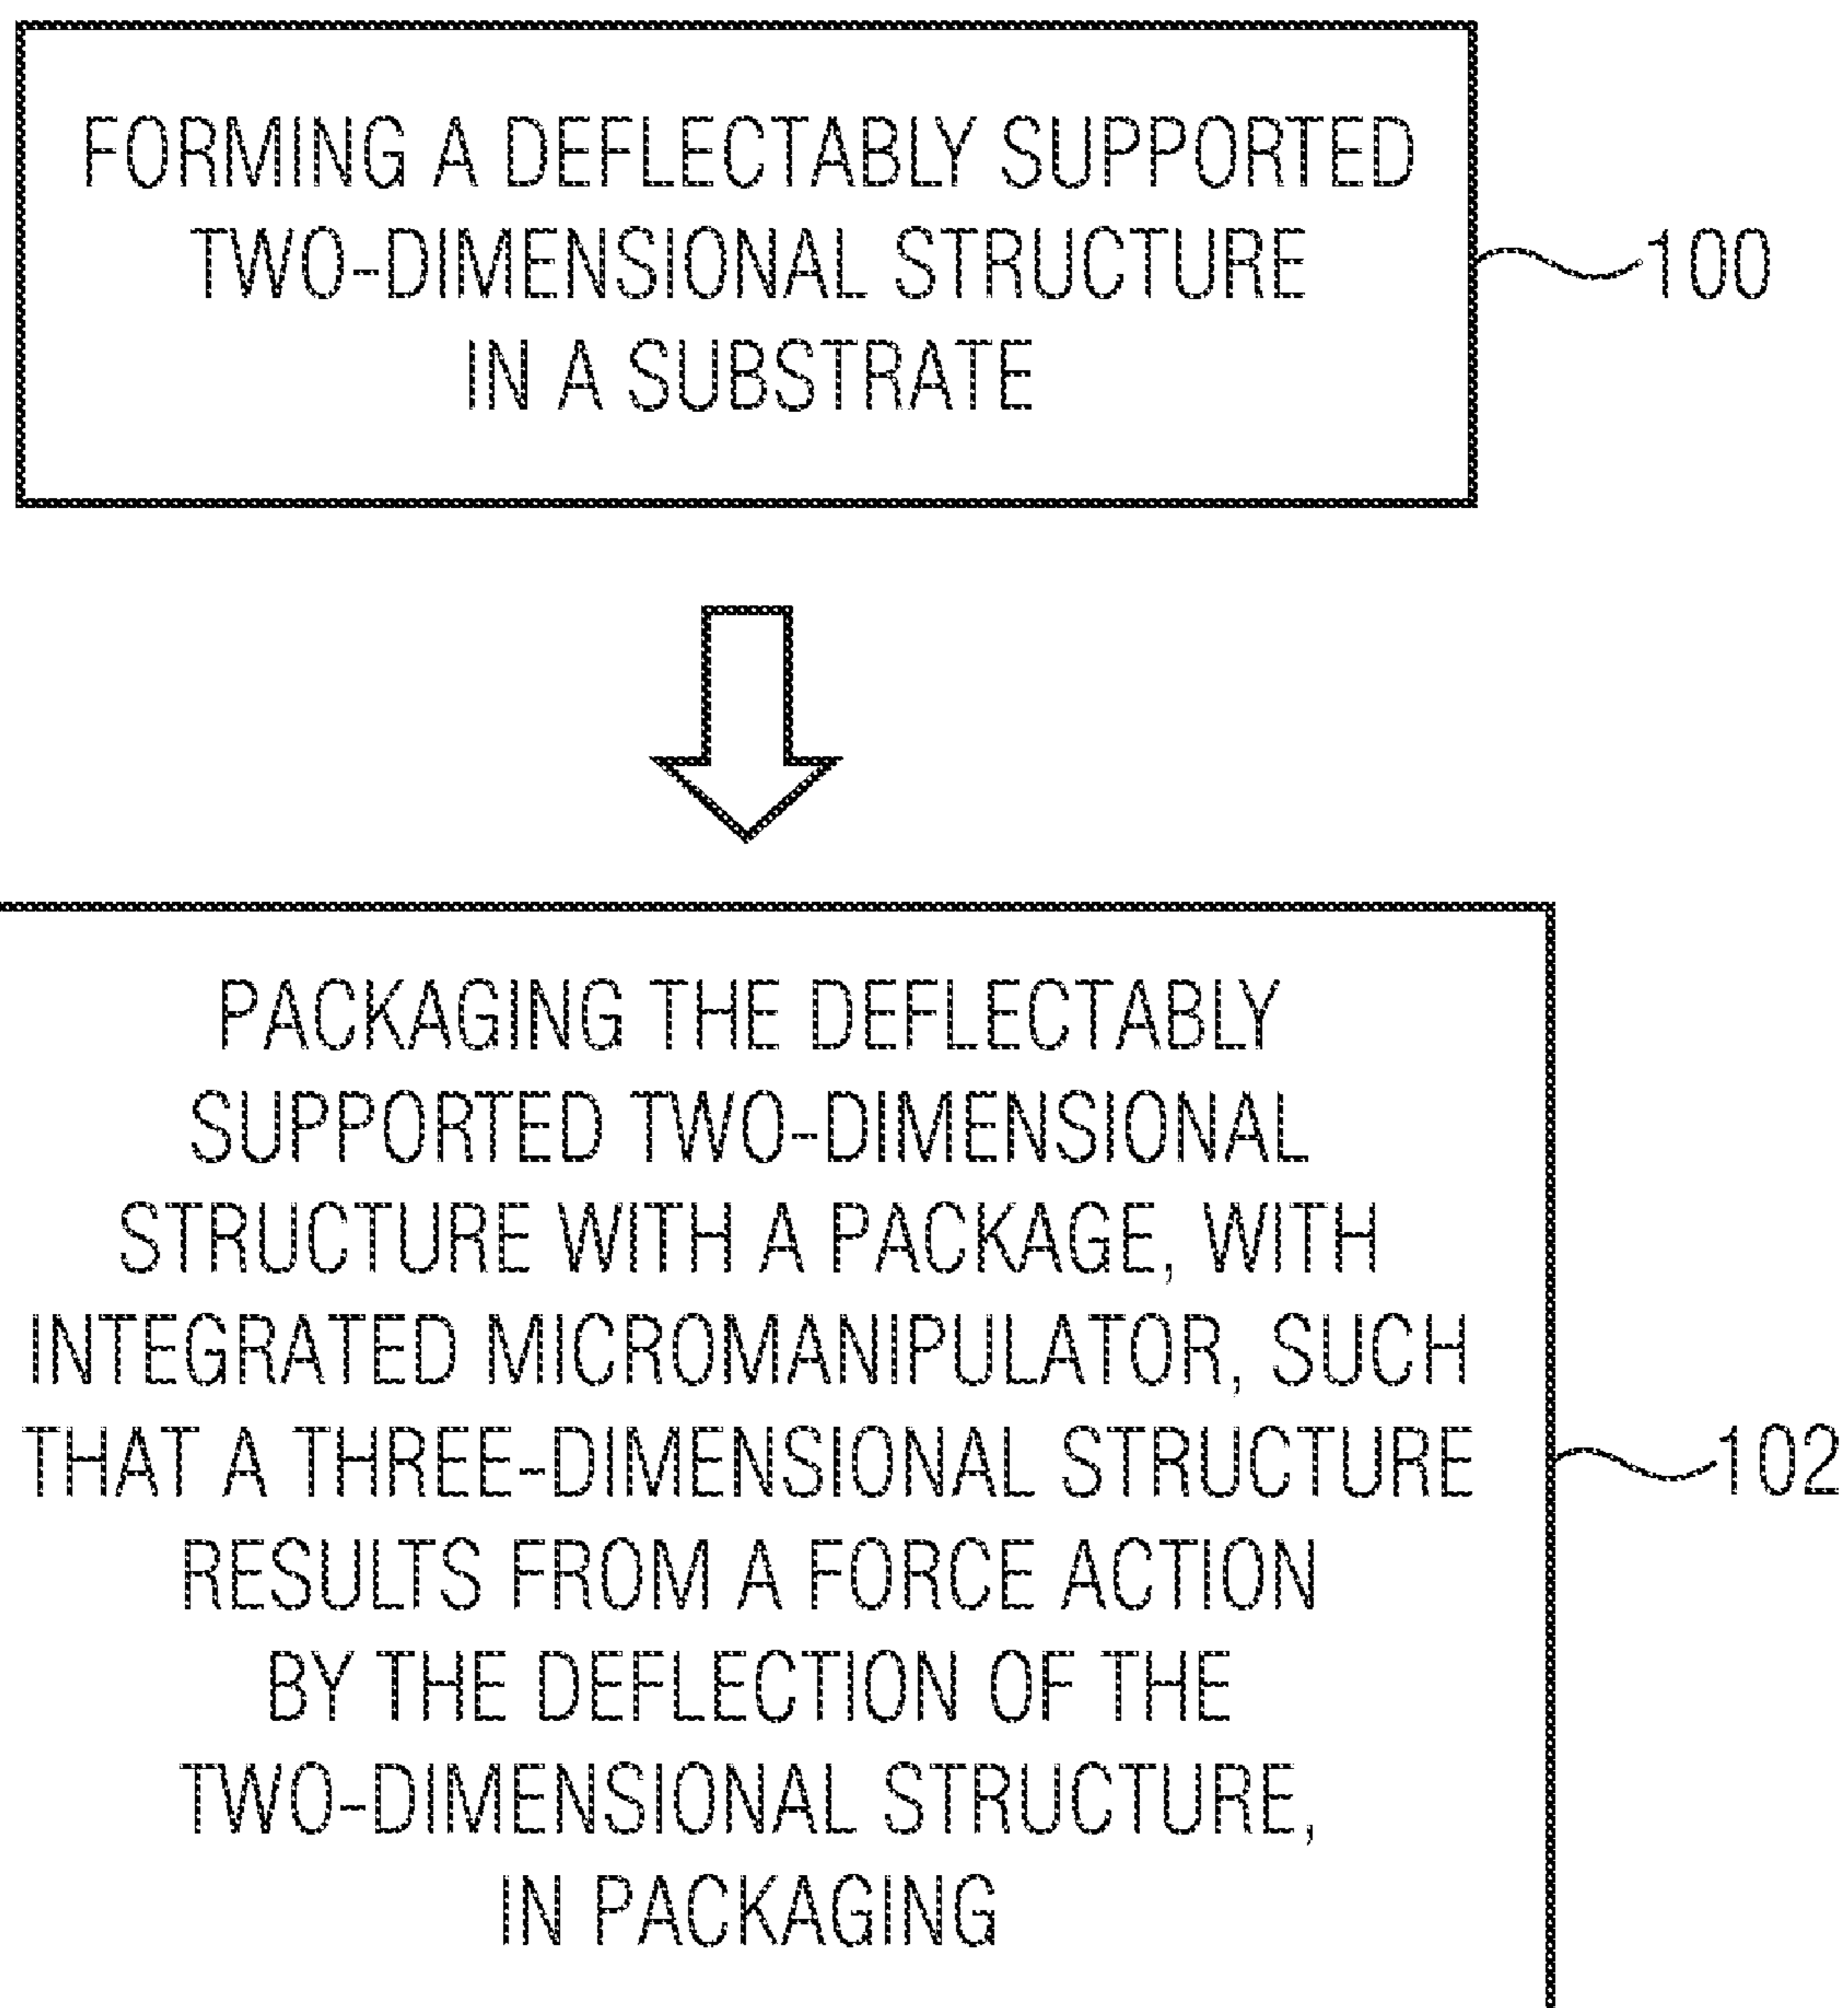 FORMING A DEFLECTABLY SUPPORTED
TWO-DIMENSIONAL STRUCTURE
IN A SUBSTRATE
100
PACKAGING THE DEFLECTABLY
SUPPORTED TWO-DIMENSIONAL
STRUCTURE WITH A PACKAGE, WITH
INTEGRATED MICROMANIPULATOR, SUCH
THAT A THREE-DIMENSIONAL STRUCTURE
RESULTS FROM A FORCE ACTION
BY THE DEFLECTION OF THE
TWO-DIMENSIONAL STRUCTURE,
IN PACKAGING
102